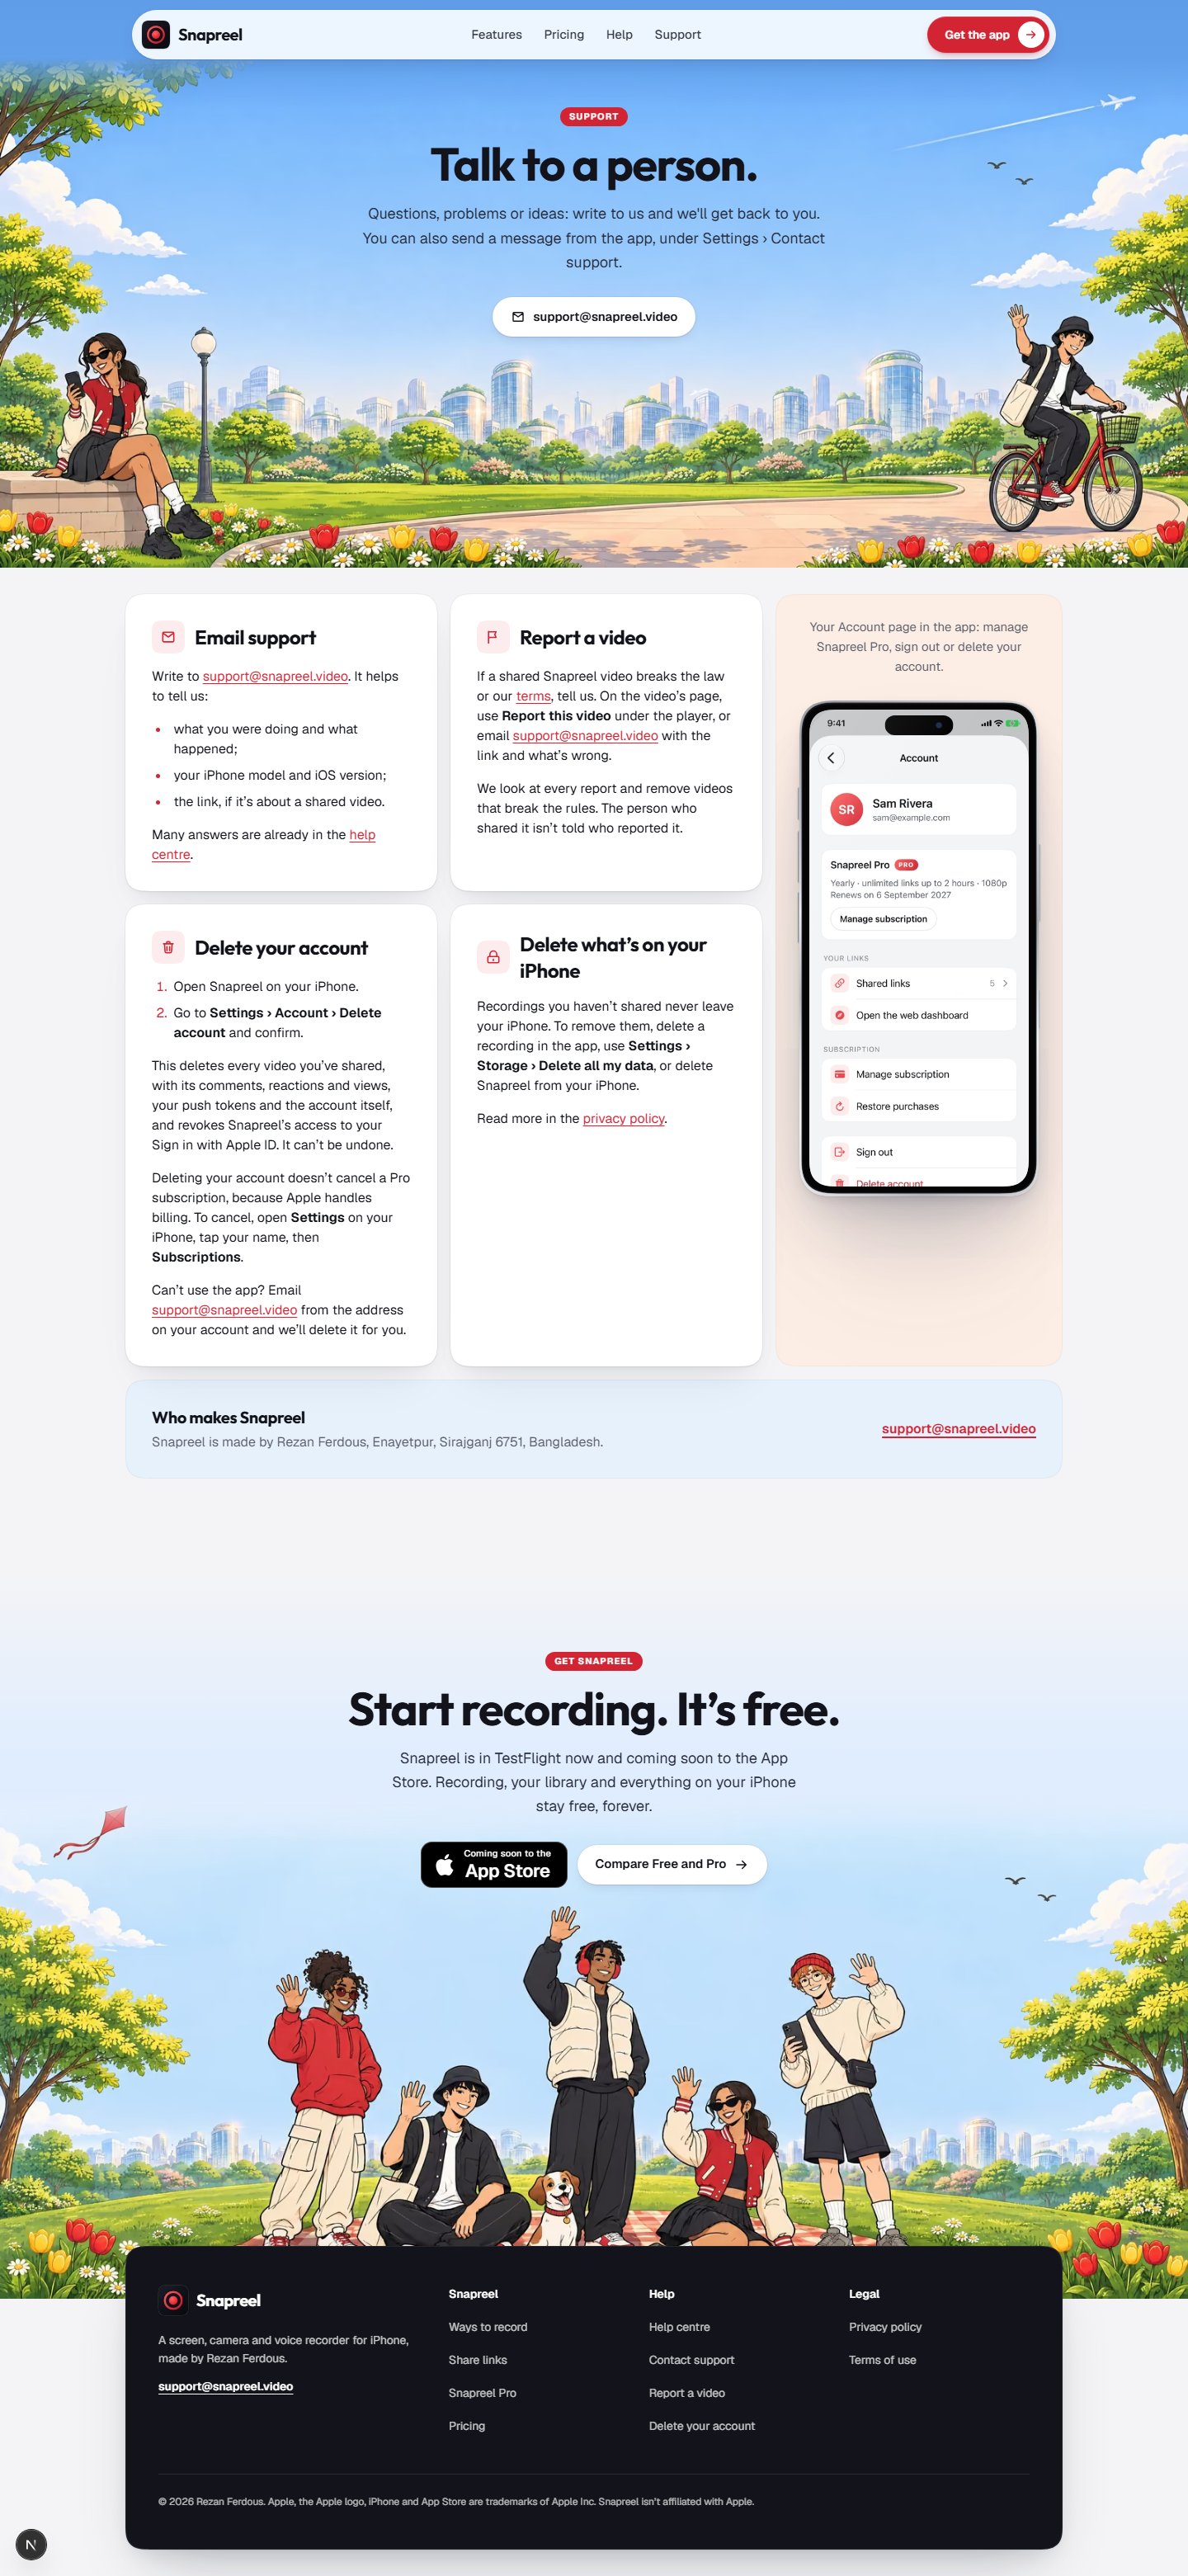 Snapreel
Features
Pricing
Help
Support
Get the app
SUPPORT
Talk to a person.
Questions, problems or ideas: write to us and we'll get back to you.
You can also send a message from the app, under Settings › Contact
support.
support@snapreel.video
Email support
Write to support@snapreel.video. It helps
to tell us:
• what you were doing and what
happened;
• your iPhone model and iOS version;
• the link, if it’s about a shared video.
Many answers are already in the help
centre.
Report a video
If a shared Snapreel video breaks the law
or our terms, tell us. On the video’s page,
use Report this video under the player, or
email support@snapreel.video with the
link and what’s wrong.
We look at every report and remove videos
that break the rules. The person who
shared it isn’t told who reported it.
Your Account page in the app: manage
Snapreel Pro, sign out or delete your
account.
9:41
Account
SR
Sam Rivera
sam@example.com
Snapreel Pro PRO
Yearly · unlimited links up to 2 hours · 1080p
Renews on 6 September 2027
Manage subscription
YOUR LINKS
Shared links 5
Open the web dashboard
SUBSCRIPTION
Manage subscription
Restore purchases
Sign out
Delete account
Delete your account
1. Open Snapreel on your iPhone.
2. Go to Settings › Account › Delete
account and confirm.
This deletes every video you’ve shared,
with its comments, reactions and views,
your push tokens and the account itself,
and revokes Snapreel’s access to your
Sign in with Apple ID. It can’t be undone.
Deleting your account doesn’t cancel a Pro
subscription, because Apple handles
billing. To cancel, open Settings on your
iPhone, tap your name, then
Subscriptions.
Can’t use the app? Email
support@snapreel.video from the address
on your account and we’ll delete it for you.
Delete what’s on your
iPhone
Recordings you haven’t shared never leave
your iPhone. To remove them, delete a
recording in the app, use Settings ›
Storage › Delete all my data, or delete
Snapreel from your iPhone.
Read more in the privacy policy.
Who makes Snapreel
Snapreel is made by Rezan Ferdous, Enayetpur, Sirajganj 6751, Bangladesh.
support@snapreel.video
GET SNAPREEL
Start recording. It’s free.
Snapreel is in TestFlight now and coming soon to the App
Store. Recording, your library and everything on your iPhone
stay free, forever.
Coming soon to the
App Store
Compare Free and Pro
Snapreel
A screen, camera and voice recorder for iPhone,
made by Rezan Ferdous.
support@snapreel.video
Snapreel
Ways to record
Share links
Snapreel Pro
Pricing
Help
Help centre
Contact support
Report a video
Delete your account
Legal
Privacy policy
Terms of use
© 2026 Rezan Ferdous. Apple, the Apple logo, iPhone and App Store are trademarks of Apple Inc. Snapreel isn’t affiliated with Apple.
N